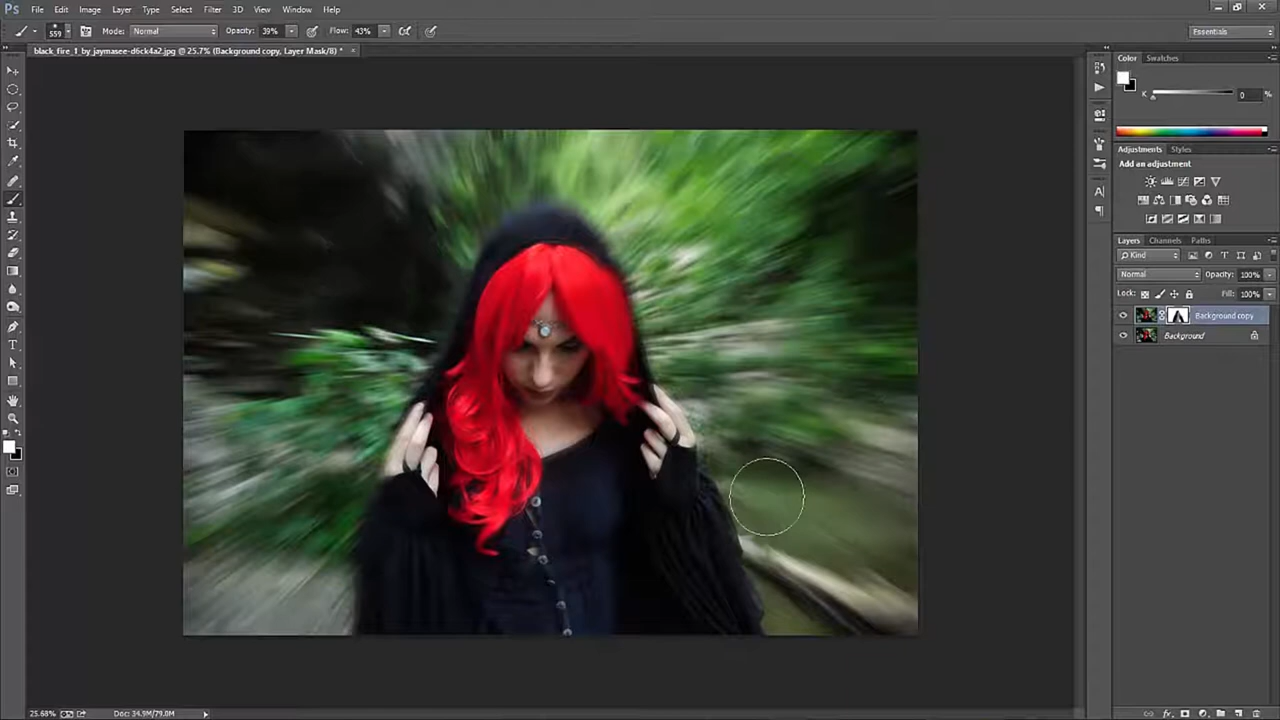 Ps File Edit Image Layer Type Select Filter 3D View Window Help
559 Mode: Normal Opacity: 39% Flow: 43% Essentials
black_fire_1_by_jaymasee-d6ck4a2.jpg @ 25.7% (Background copy, Layer Mask/8) * ×
Color Swatches
K 0 %
Adjustments Styles
Add an adjustment
Layers Channels Paths
Kind
Normal Opacity: 100%
Lock: Fill: 100%
Background copy
Background
25.68% Doc: 34.9M/79.0M